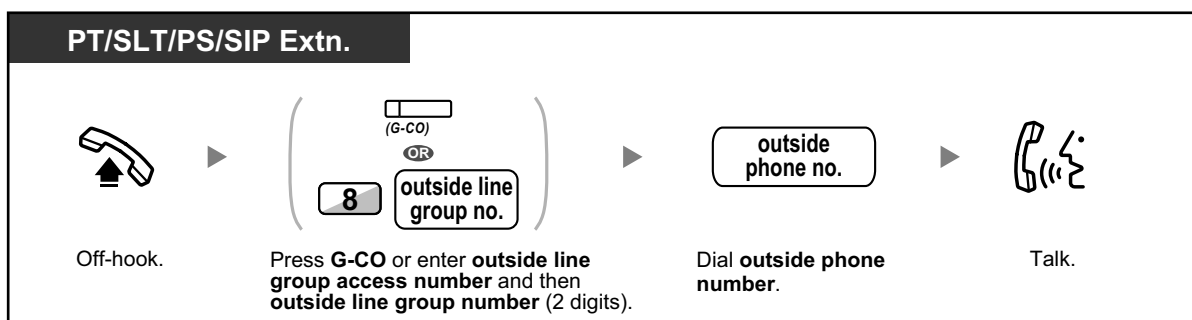 PT/SLT/PS/SIP Extn.
(G-CO)
OR
8
outside line
group no.
outside
phone no.
Off-hook.
Press G-CO or enter outside line
group access number and then
outside line group number (2 digits).
Dial outside phone
number.
Talk.